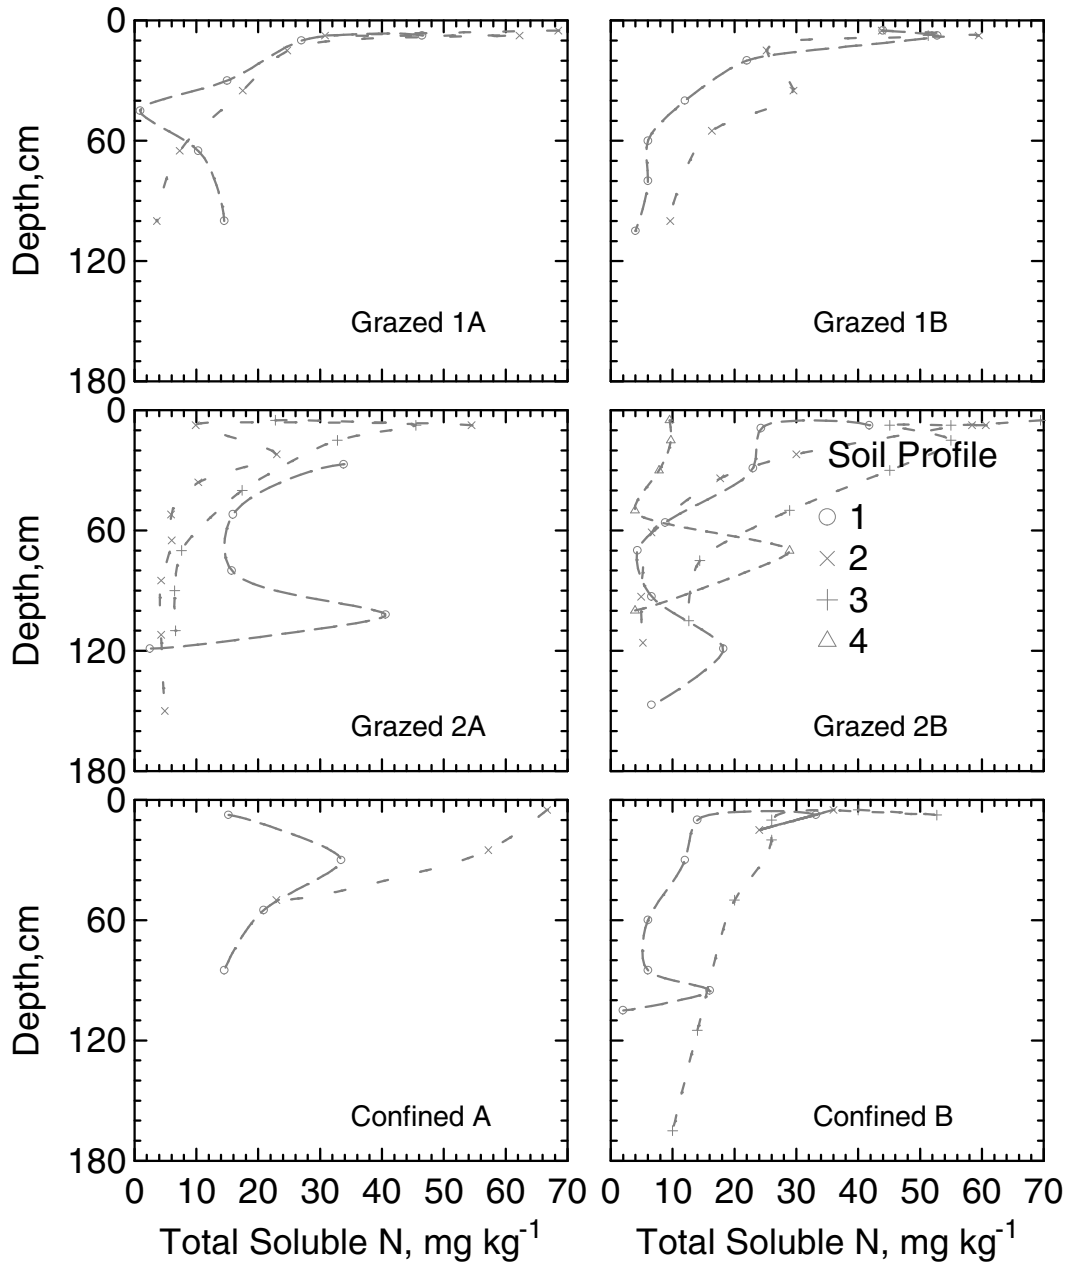 0
60
120
180
Depth,cm
Grazed 1A
Grazed 1B
0
60
120
180
Depth,cm
Grazed 2A
Soil Profile
1
2
3
4
Grazed 2B
0
60
120
180
Depth,cm
Confined A
Confined B
0 10 20 30 40 50 60 70 0 10 20 30 40 50 60 70
Total Soluble N, mg kg⁻¹ Total Soluble N, mg kg⁻¹